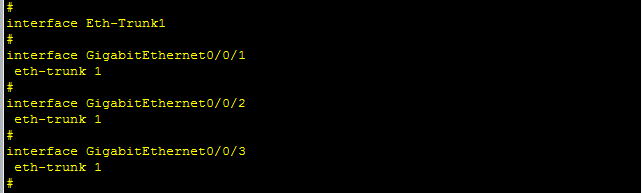 #
interface Eth-Trunk1
#
interface GigabitEthernet0/0/1
 eth-trunk 1
#
interface GigabitEthernet0/0/2
 eth-trunk 1
#
interface GigabitEthernet0/0/3
 eth-trunk 1
#